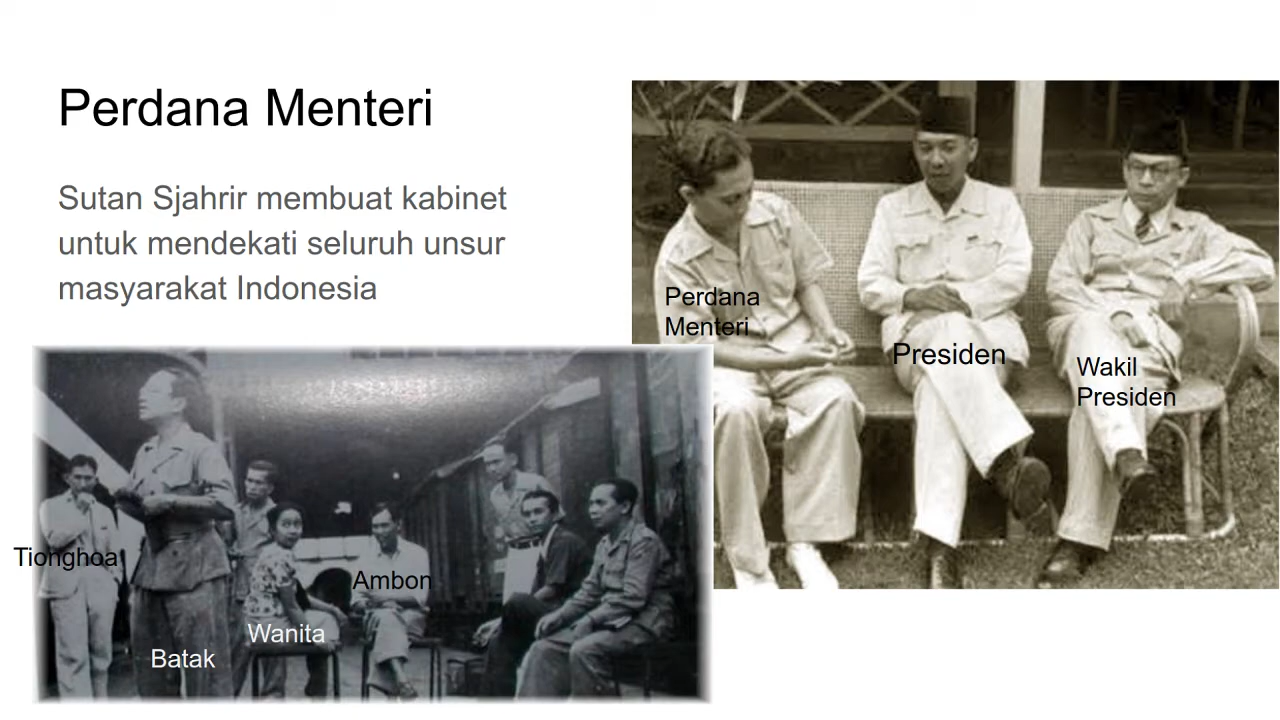 Perdana Menteri
Sutan Sjahrir membuat kabinet
untuk mendekati seluruh unsur
masyarakat Indonesia
Perdana
Menteri
Presiden
Wakil
Presiden
Tionghoa
Batak
Wanita
Ambon